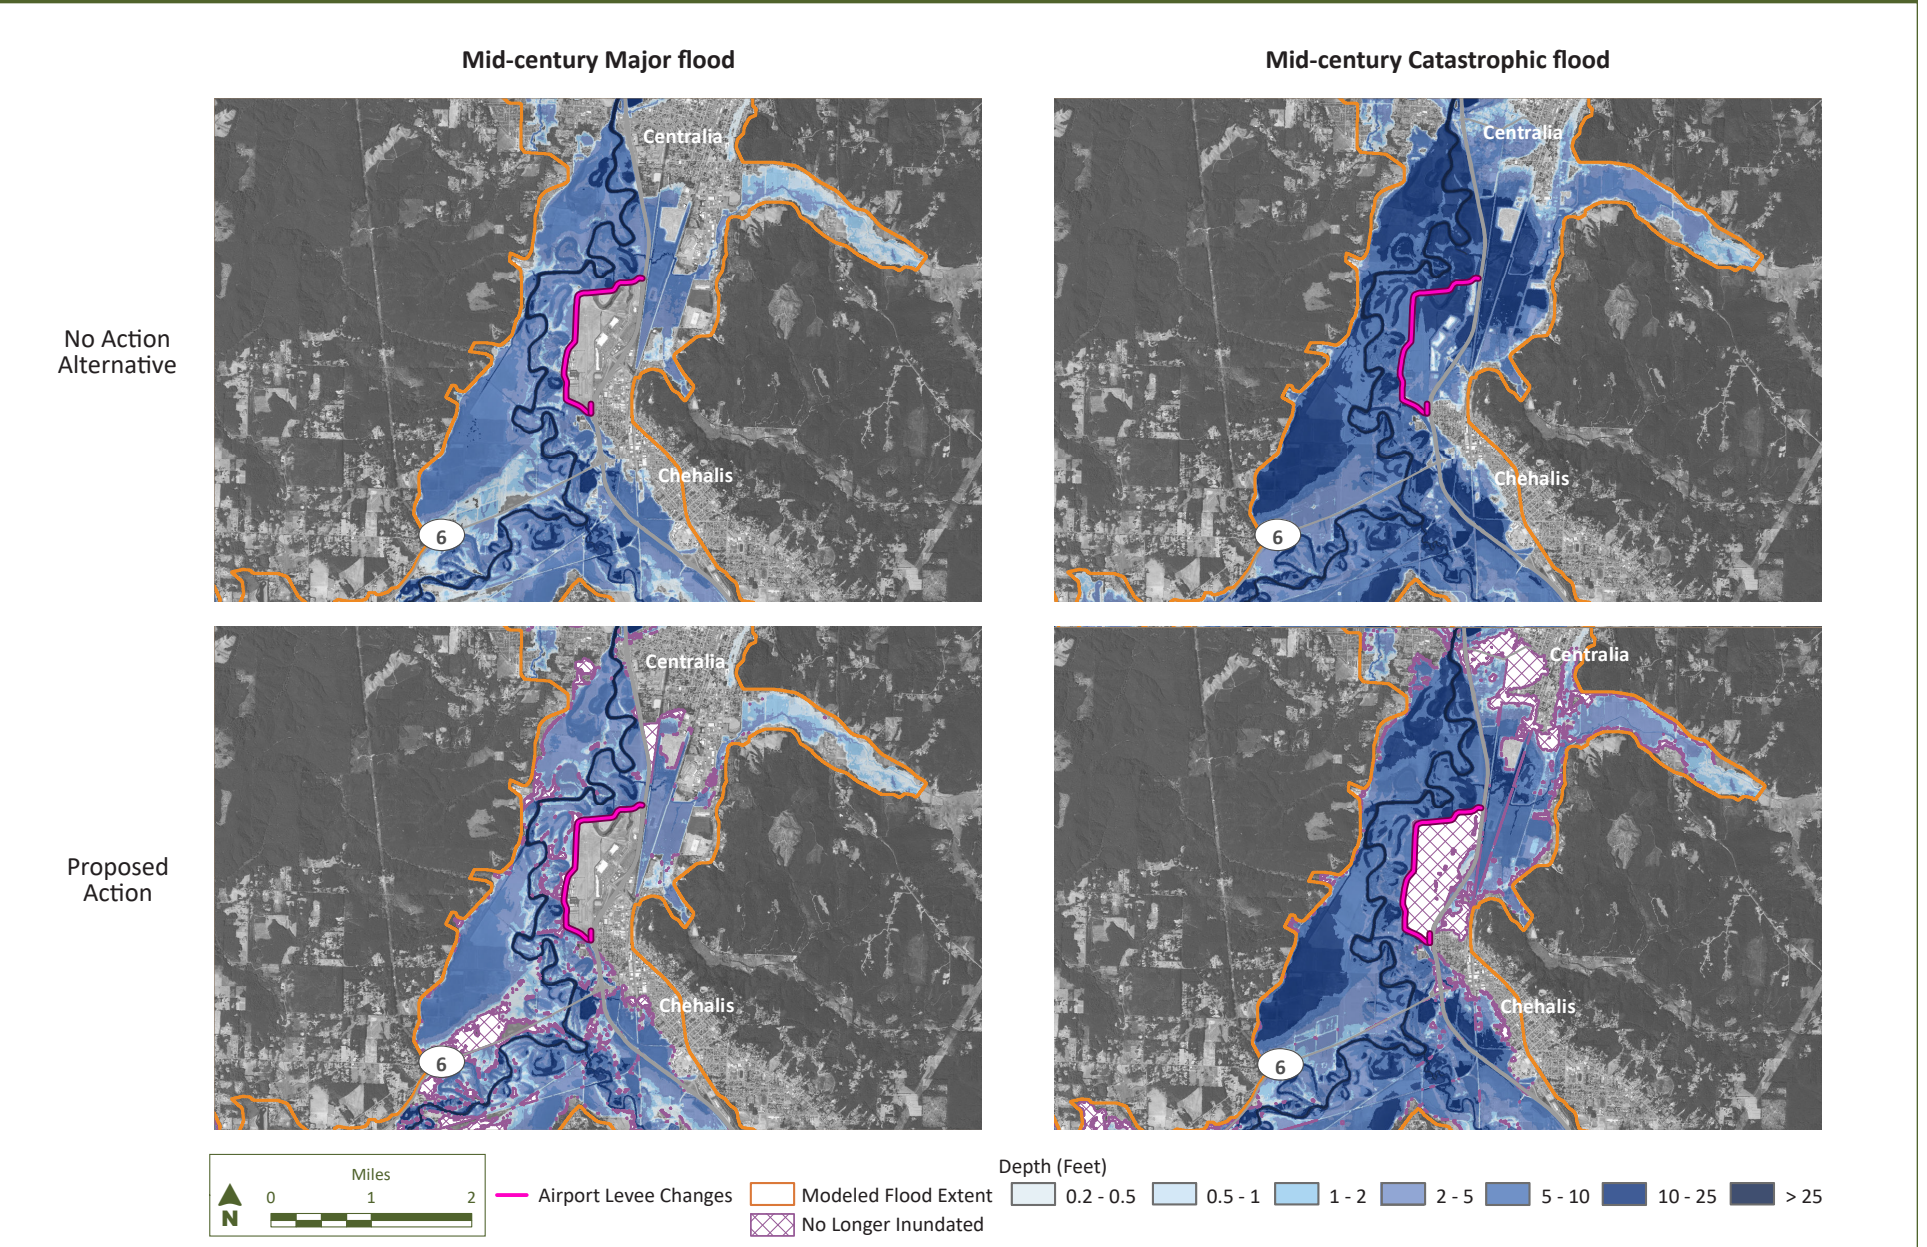 Mid-century Major flood
Mid-century Catastrophic flood
No Action
Alternative
Centralia
Chehalis
6
Centralia
Chehalis
6
Proposed
Action
Centralia
Chehalis
6
Centralia
Chehalis
6
Miles
0 1 2
N
Airport Levee Changes
Modeled Flood Extent
No Longer Inundated
Depth (Feet)
0.2 - 0.5
0.5 - 1
1 - 2
2 - 5
5 - 10
10 - 25
> 25